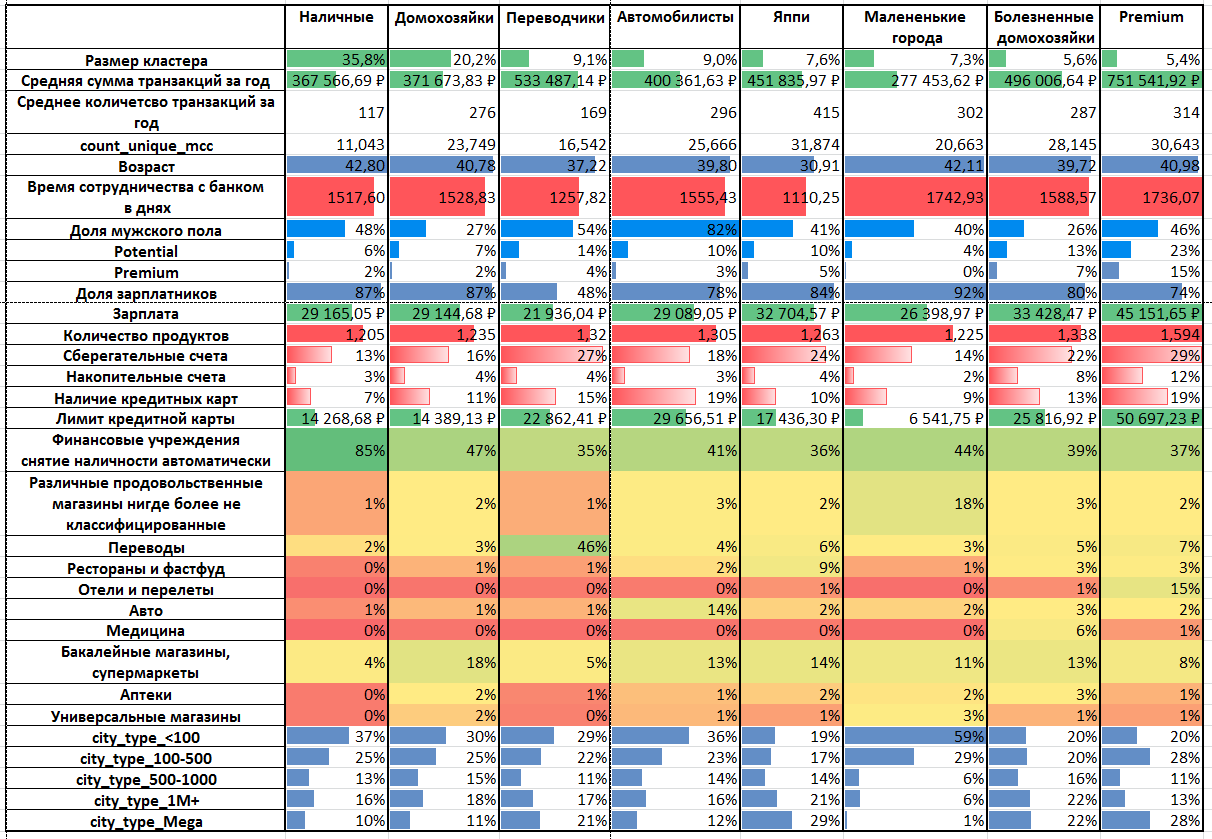 Наличные Домохозяйки Переводчики Автомобилисты Яппи Малененькие города Болезненные домохозяйки Premium
Размер кластера 35,8% 20,2% 9,1% 9,0% 7,6% 7,3% 5,6% 5,4%
Средняя сумма транзакций за год 367 566,69 ₽ 371 673,83 ₽ 533 487,14 ₽ 400 361,63 ₽ 451 835,97 ₽ 277 453,62 ₽ 496 006,64 ₽ 751 541,92 ₽
Среднее количетсво транзакций за
год 117 276 169 296 415 302 287 314
count_unique_mcc 11,043 23,749 16,542 25,666 31,874 20,663 28,145 30,643
Возраст 42,80 40,78 37,22 39,80 30,91 42,11 39,72 40,98
Время сотрудничества с банком
в днях 1517,60 1528,83 1257,82 1555,43 1110,25 1742,93 1588,57 1736,07
Доля мужского пола 48% 27% 54% 82% 41% 40% 26% 46%
Potential 6% 7% 14% 10% 10% 4% 13% 23%
Premium 2% 2% 4% 3% 5% 0% 7% 15%
Доля зарплатников 87% 87% 48% 78% 84% 92% 80% 74%
Зарплата 29 165,05 ₽ 29 144,68 ₽ 21 936,04 ₽ 29 089,05 ₽ 32 704,57 ₽ 26 398,97 ₽ 33 428,47 ₽ 45 151,65 ₽
Количество продуктов 1,205 1,235 1,32 1,305 1,263 1,225 1,338 1,594
Сберегательные счета 13% 16% 27% 18% 24% 14% 22% 29%
Накопительные счета 3% 4% 4% 3% 4% 2% 8% 12%
Наличие кредитных карт 7% 11% 15% 19% 10% 9% 13% 19%
Лимит кредитной карты 14 268,68 ₽ 14 389,13 ₽ 22 862,41 ₽ 29 656,51 ₽ 17 436,30 ₽ 6 541,75 ₽ 25 816,92 ₽ 50 697,23 ₽
Финансовые учреждения
снятие наличности автоматически 85% 47% 35% 41% 36% 44% 39% 37%
Различные продовольственные
магазины нигде более не
классифицированные 1% 2% 1% 3% 2% 18% 3% 2%
Переводы 2% 3% 46% 4% 6% 3% 5% 7%
Рестораны и фастфуд 0% 1% 1% 2% 9% 1% 3% 3%
Отели и перелеты 0% 0% 0% 0% 1% 0% 1% 15%
Авто 1% 1% 1% 14% 2% 2% 3% 2%
Медицина 0% 0% 0% 0% 0% 0% 6% 1%
Бакалейные магазины,
супермаркеты 4% 18% 5% 13% 14% 11% 13% 8%
Аптеки 0% 2% 1% 1% 2% 2% 3% 1%
Универсальные магазины 0% 2% 0% 1% 1% 3% 1% 1%
city_type_<100 37% 30% 29% 36% 19% 59% 20% 20%
city_type_100-500 25% 25% 22% 23% 17% 29% 20% 28%
city_type_500-1000 13% 15% 11% 14% 14% 6% 16% 11%
city_type_1M+ 16% 18% 17% 16% 21% 6% 22% 13%
city_type_Mega 10% 11% 21% 12% 29% 1% 22% 28%